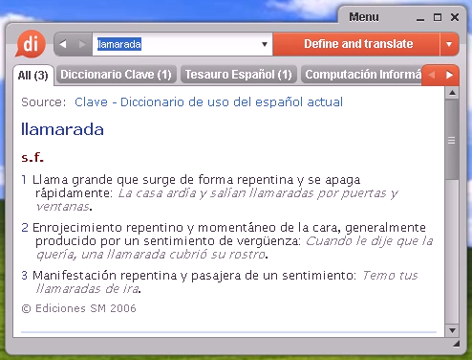 Menu
di
llamarada
Define and translate
All (3)
Diccionario Clave (1)
Tesauro Español (1)
Computación Informá
Source: Clave - Diccionario de uso del español actual
llamarada
s.f.
1 Llama grande que surge de forma repentina y se apaga
rápidamente: La casa ardía y salían llamaradas por puertas y
ventanas.
2 Enrojecimiento repentino y momentáneo de la cara, generalmente
producido por un sentimiento de vergüenza: Cuando le dije que la
quería, una llamarada cubrió su rostro.
3 Manifestación repentina y pasajera de un sentimiento: Temo tus
llamaradas de ira.
© Ediciones SM 2006